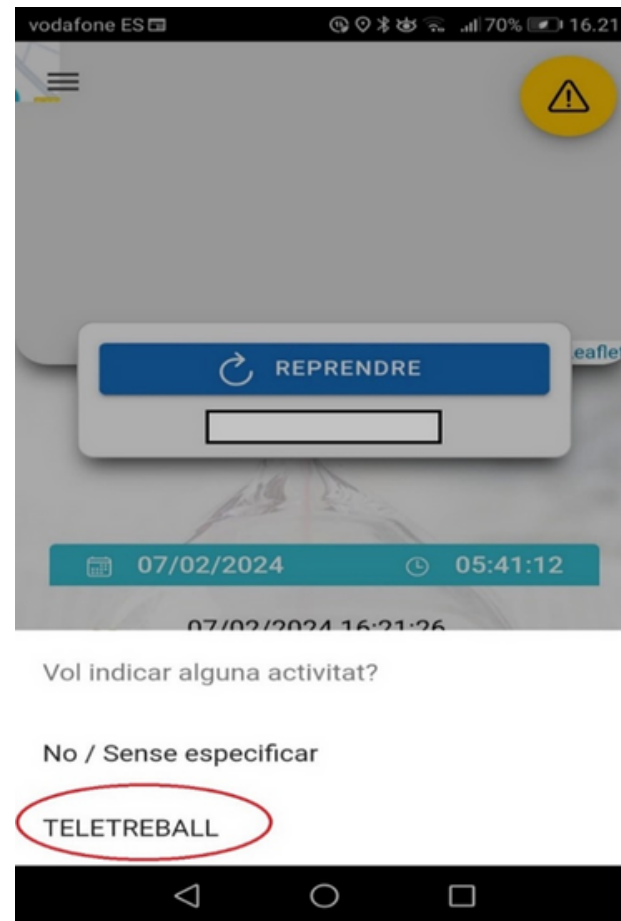 vodafone ES 70% 16.21
eaflet
REPRENDRE
07/02/2024 05:41:12
07/02/2024 16:21:26
Vol indicar alguna activitat?
No / Sense especificar
TELETREBALL